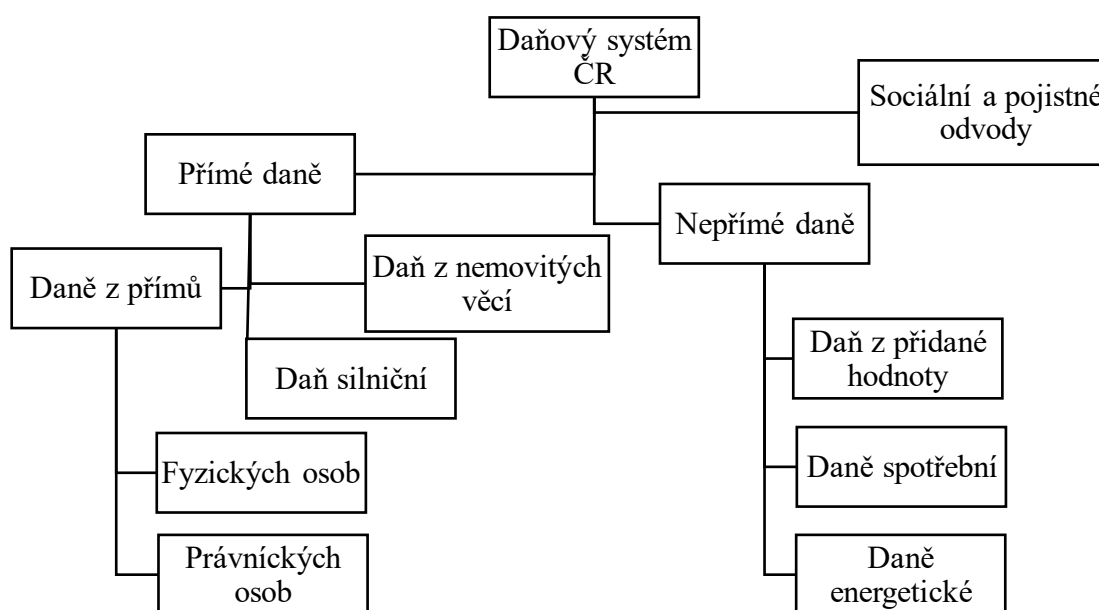 Daňový systém
ČR
Sociální a pojistné
odvody
Přímé daně
Nepřímé daně
Daně z přímů
Daň z nemovitých
věcí
Daň silniční
Daň z přidané
hodnoty
Fyzických osob
Daně spotřební
Právníckých
osob
Daně
energetické